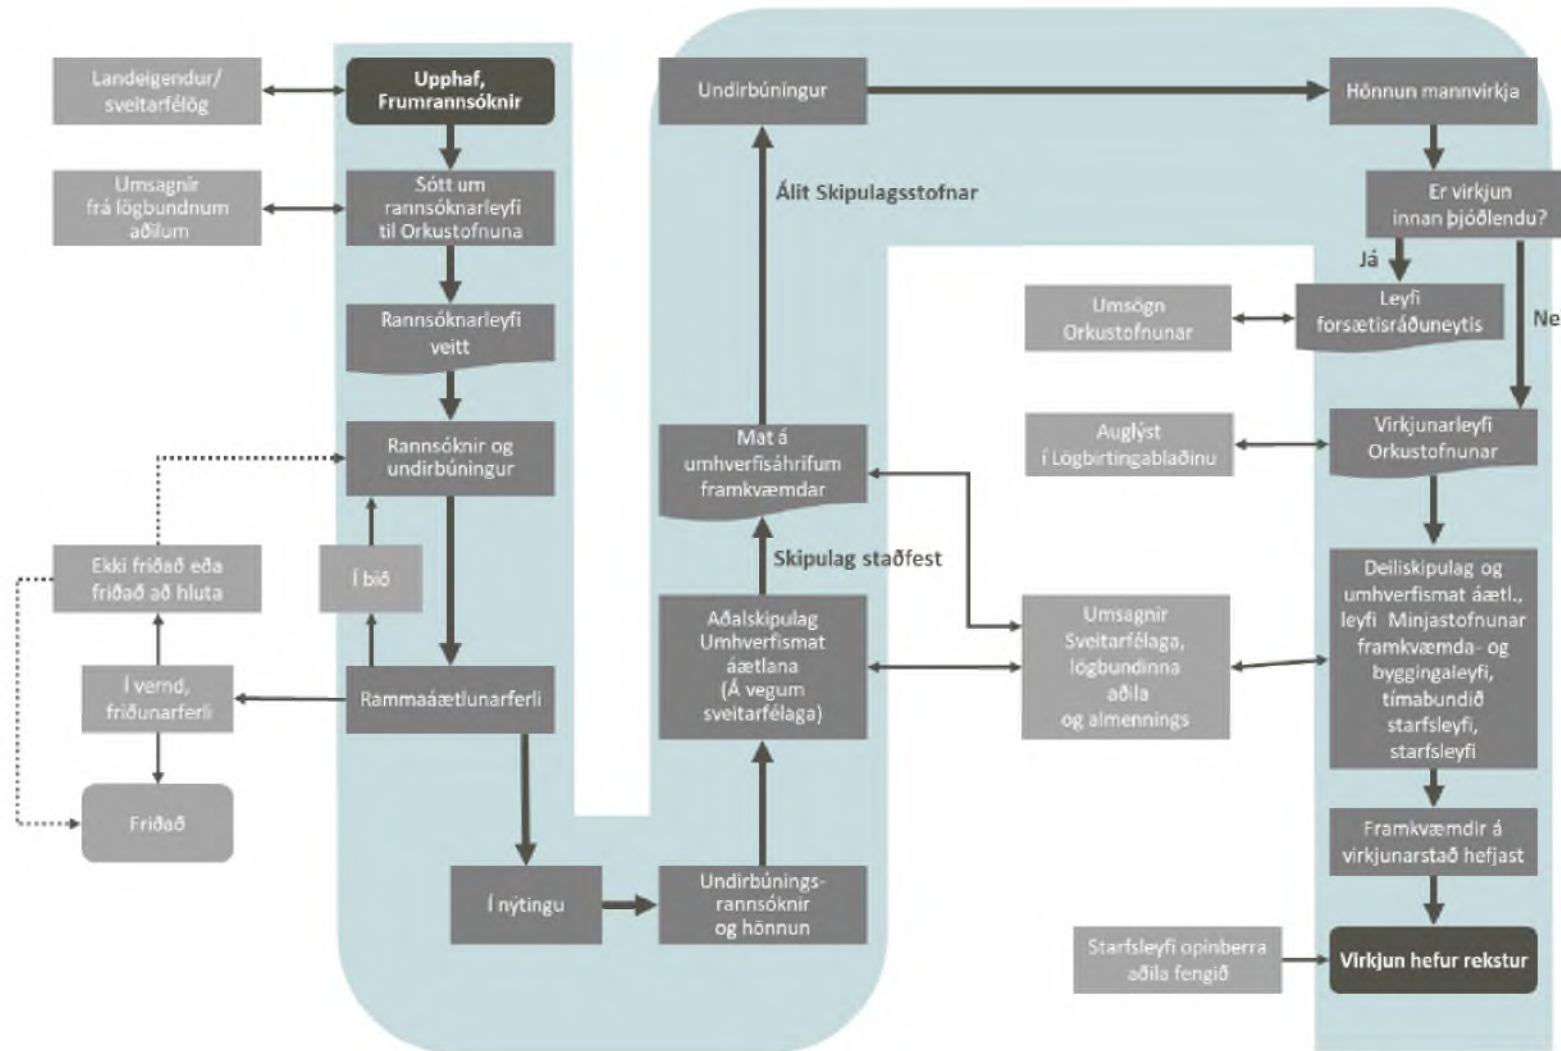 Landeigendur/
sveitarfélög
Upphaf,
Frumrannsóknir
Umsagnir
frá lögbundnum
aðilum
Sótt um
rannsóknarleyfi
til Orkustofnuna
Rannsóknarleyfi
veitt
Rannsóknir og
undirbúningur
Ekki friðað eða
friðað að hluta
Í bið
Í vernd,
friðunarferli
Rammaáætlunarferli
Friðað
Í nýtingu
Undirbúnings-
rannsóknir
og hönnun
Aðalskipulag
Umhverfismat
áætlana
(Á vegum
sveitarfélaga)
Skipulag staðfest
Mat á
umhverfisáhrifum
framkvæmdar
Álit Skipulagsstofnar
Undirbúningur
Hönnun mannvirkja
Er virkjun
innan þjóðlendu?
Já
Ne
Leyfi
forsætisráðuneytis
Umsögn
Orkustofnunar
Virkjunarleyfi
Orkustofnunar
Auglýst
í Lögbirtingablaðinu
Deiliskipulag og
umhverfismat áætl.,
leyfi Minjastofnunar
framkvæmda- og
byggingaleyfi,
tímabundið
starfsleyfi,
starfsleyfi
Umsagnir
Sveitarfélaga,
lögbundinna
aðila
og almennings
Framkvæmdir á
virkjunarstað hefjast
Starfsleyfi opinberra
aðila fengið
Virkjun hefur rekstur